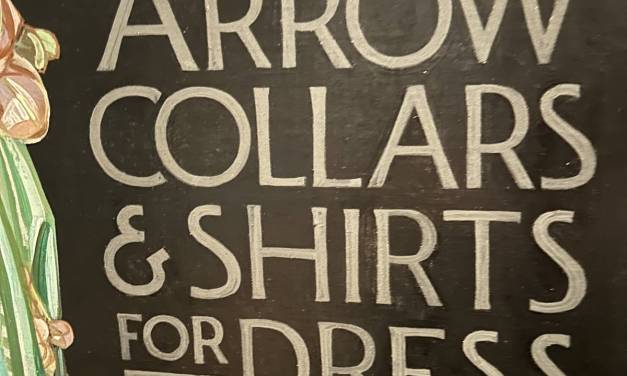 ARROW
COLLARS
& SHIRTS
FOR DRESS